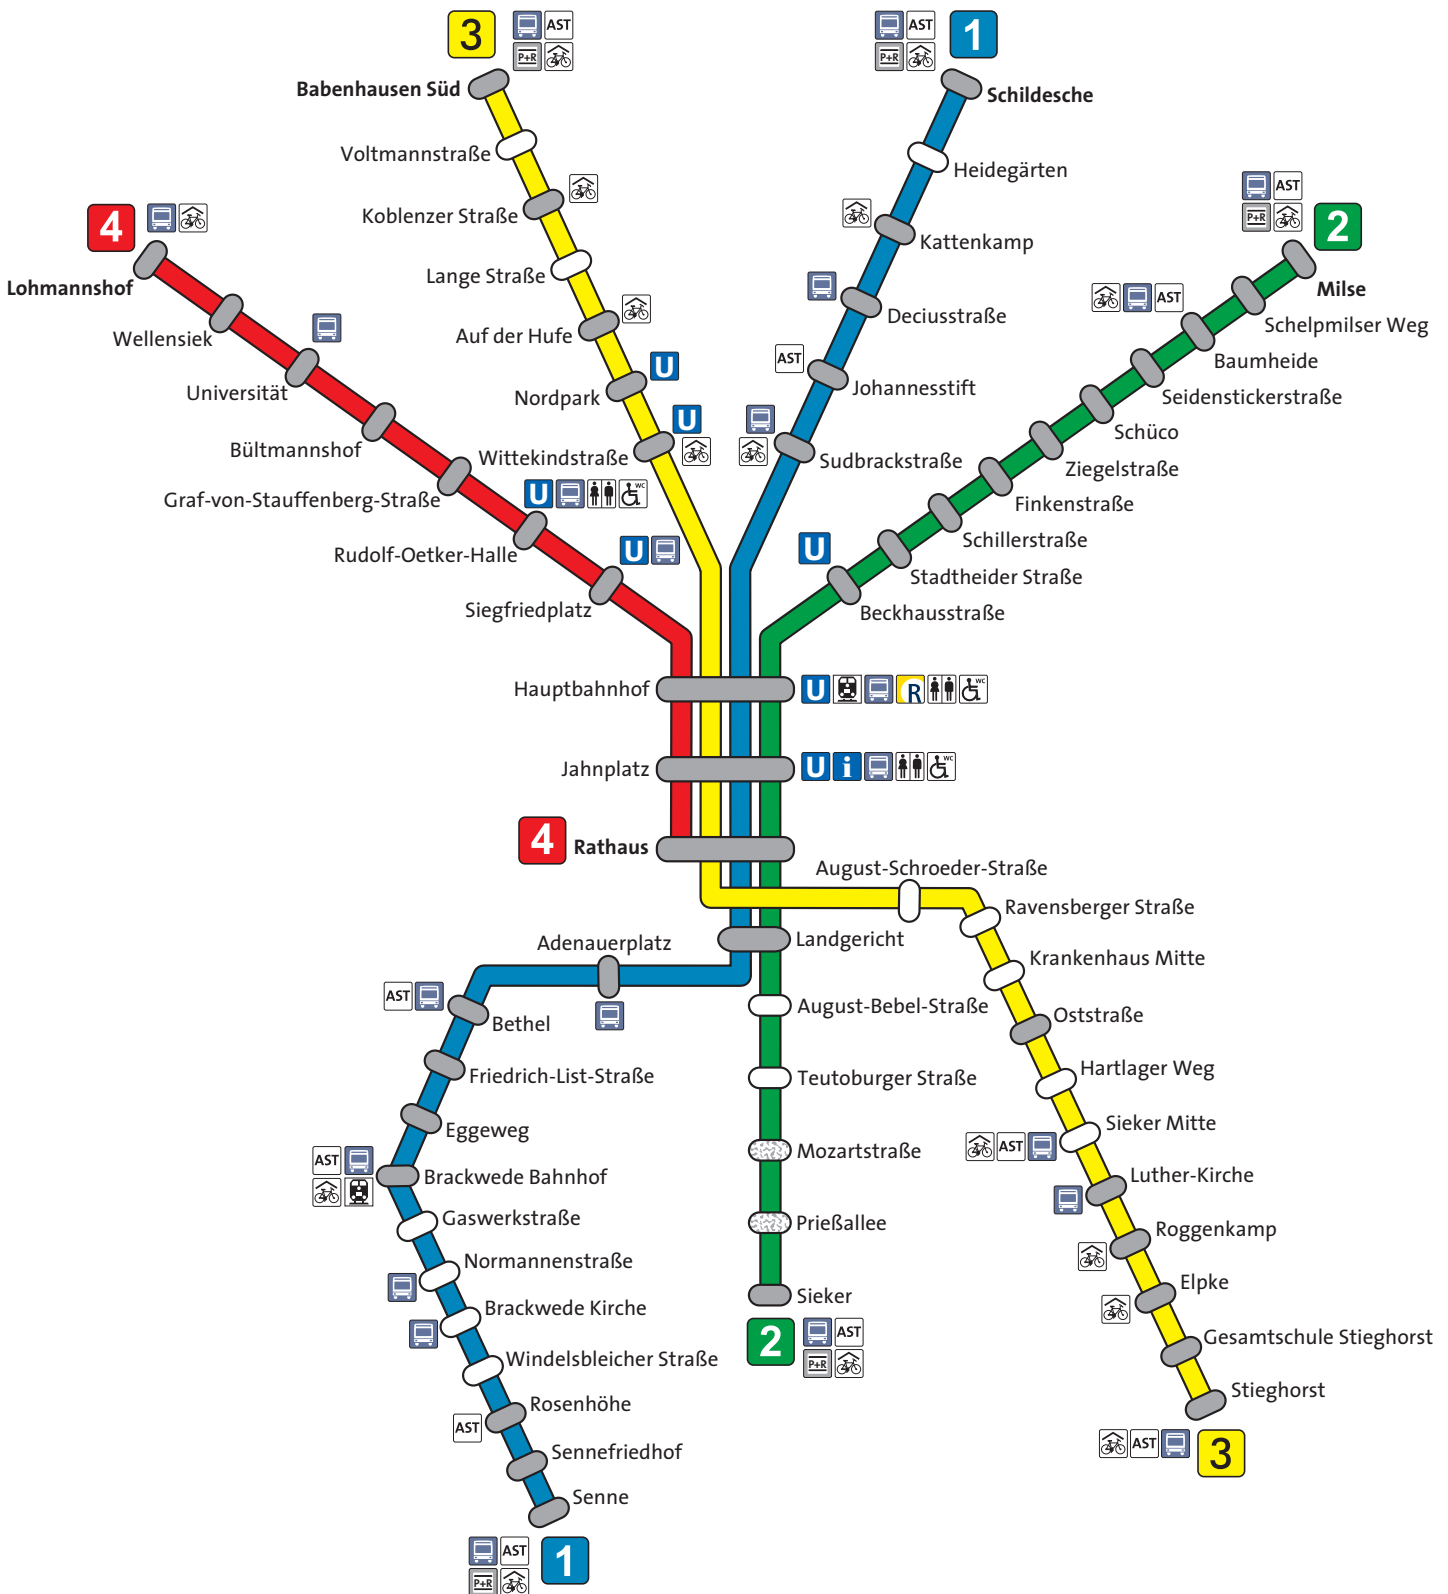 3
AST
P+R
Babenhausen Süd
AST
P+R
1
Schildesche
Voltmannstraße
Heidegärten
Koblenzer Straße
Kattenkamp
4
Lohmannshof
AST
P+R
2
Milse
Lange Straße
Deciusstraße
AST
Schelpmilser Weg
Wellensiek
Auf der Hufe
Baumheide
Universität
U
Nordpark
AST
Johannesstift
Seidenstickerstraße
Bültmannshof
U
Wittekindstraße
Sudbrackstraße
Schüco
Ziegelstraße
Graf-von-Stauffenberg-Straße
U
WC
Finkenstraße
Rudolf-Oetker-Halle
U
U
Schillerstraße
Stadtheider Straße
Siegfriedplatz
Beckhausstraße
Hauptbahnhof
U
R
WC
Jahnplatz
U
i
WC
4
Rathaus
August-Schroeder-Straße
Ravensberger Straße
Adenauerplatz
Landgericht
Krankenhaus Mitte
AST
Bethel
August-Bebel-Straße
Oststraße
Friedrich-List-Straße
Teutoburger Straße
Hartlager Weg
Eggeweg
AST
Sieker Mitte
AST
Brackwede Bahnhof
Mozartstraße
Luther-Kirche
Gaswerkstraße
Prießallee
Roggenkamp
Normannenstraße
Sieker
Elpke
Brackwede Kirche
2
AST
P+R
Gesamtschule Stieghorst
Windelsbleicher Straße
Stieghorst
Rosenhöhe
AST
AST
3
Sennefriedhof
Senne
AST
P+R
1